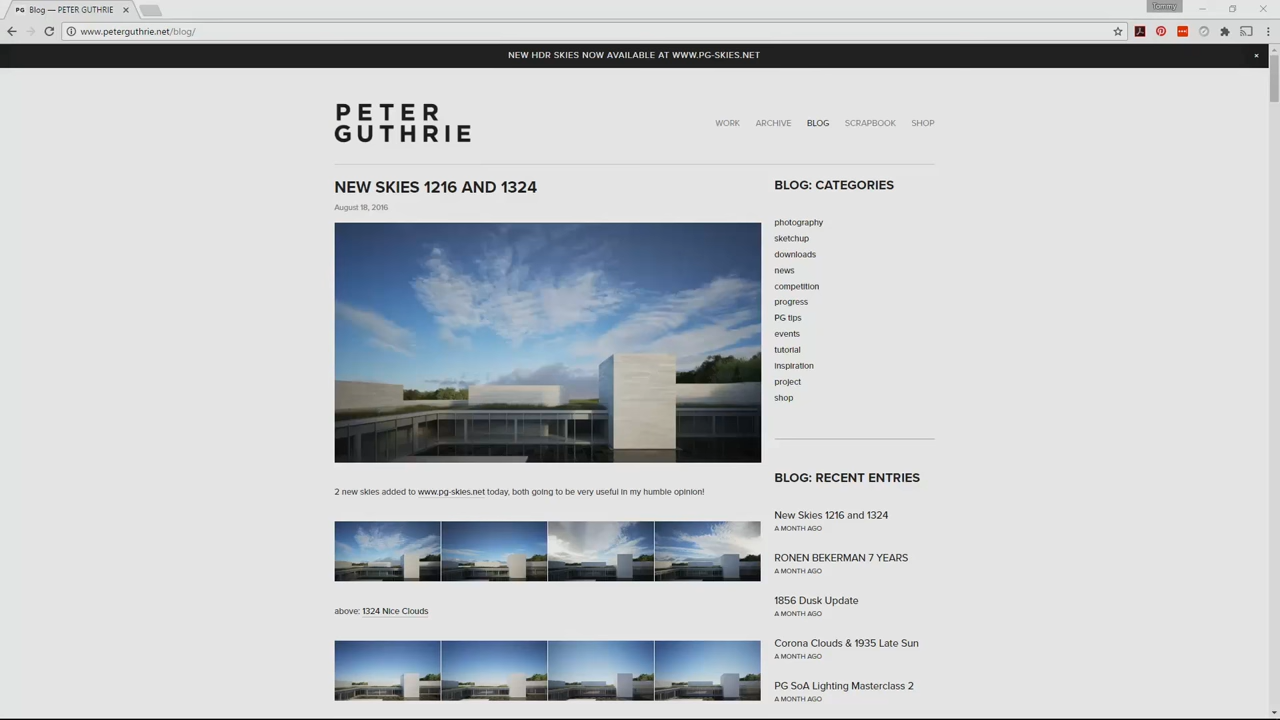 PG Blog — PETER GUTHRIE
Tommy
www.peterguthrie.net/blog/
NEW HDR SKIES NOW AVAILABLE AT WWW.PG-SKIES.NET
PETER
GUTHRIE
WORK ARCHIVE BLOG SCRAPBOOK SHOP
NEW SKIES 1216 AND 1324
August 18, 2016
2 new skies added to www.pg-skies.net today, both going to be very useful in my humble opinion!
above: 1324 Nice Clouds
BLOG: CATEGORIES
photography
sketchup
downloads
news
competition
progress
PG tips
events
tutorial
inspiration
project
shop
BLOG: RECENT ENTRIES
New Skies 1216 and 1324
A MONTH AGO
RONEN BEKERMAN 7 YEARS
A MONTH AGO
1856 Dusk Update
A MONTH AGO
Corona Clouds & 1935 Late Sun
A MONTH AGO
PG SoA Lighting Masterclass 2
A MONTH AGO